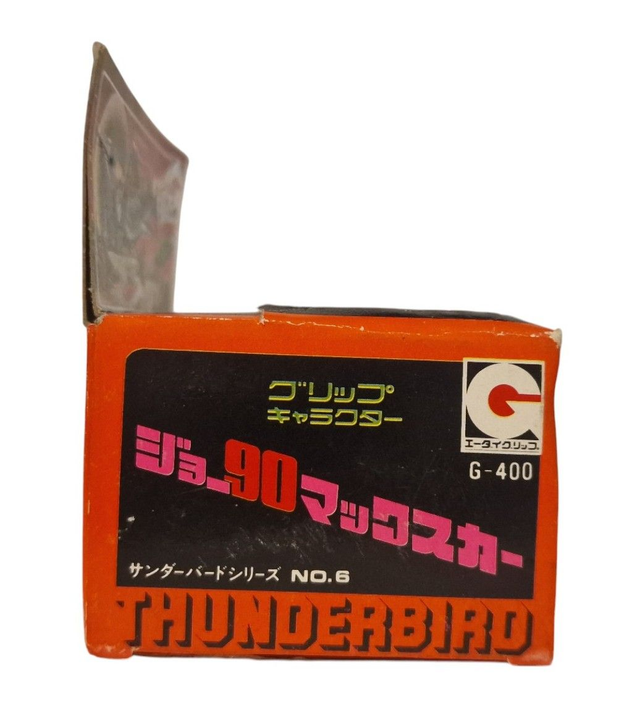 グリップ
キャラクター
エータイグリップ
G-400
ジョー90マックスカー
サンダーバードシリーズ NO.6
THUNDERBIRD